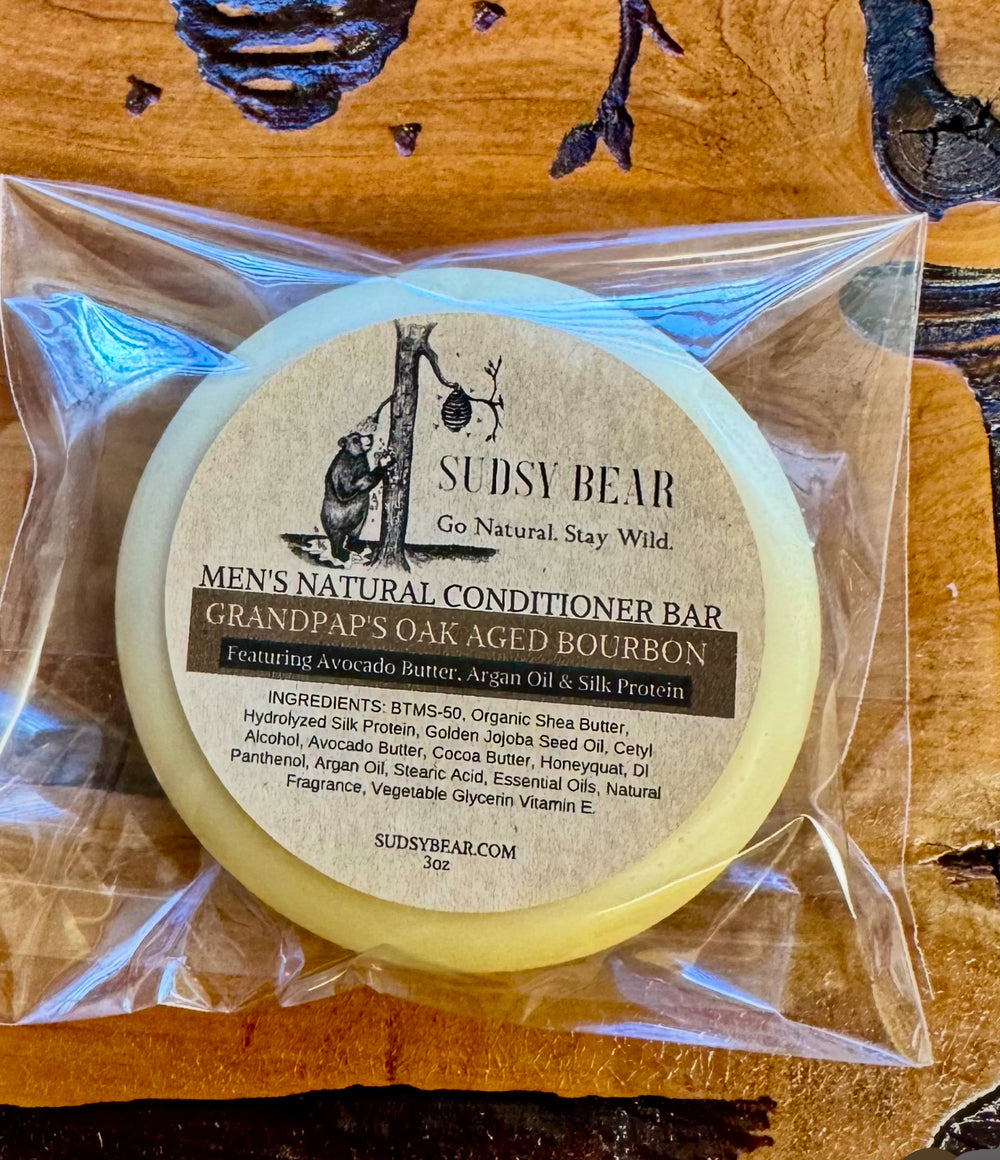 SUDSY BEAR
Go Natural. Stay Wild.
MEN'S NATURAL CONDITIONER BAR
GRANDPAP'S OAK AGED BOURBON
Featuring Avocado Butter, Argan Oil & Silk Protein
INGREDIENTS: BTMS-50, Organic Shea Butter,
Hydrolyzed Silk Protein, Golden Jojoba Seed Oil, Cetyl
Alcohol, Avocado Butter, Cocoa Butter, Honeyquat, DI
Panthenol, Argan Oil, Stearic Acid, Essential Oils, Natural
Fragrance, Vegetable Glycerin Vitamin E.
SUDSYBEAR.COM
3oz